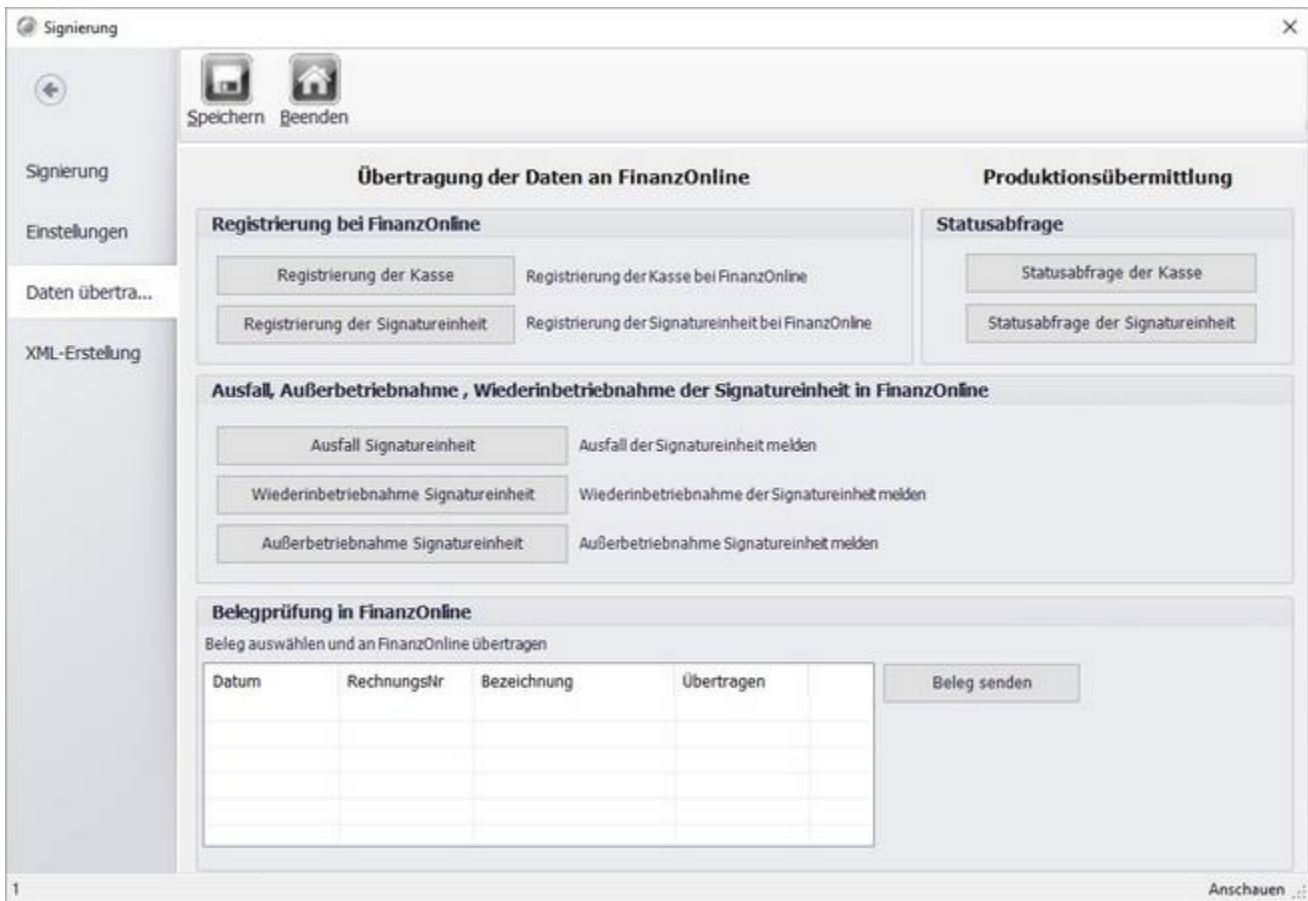 Signierung
Speichern Beenden
Signierung
Einstellungen
Daten übertra...
XML-Erstellung
Übertragung der Daten an FinanzOnline
Produktionsübermittlung
Registrierung bei FinanzOnline
Registrierung der Kasse Registrierung der Kasse bei FinanzOnline
Registrierung der Signatureinheit Registrierung der Signatureinheit bei FinanzOnline
Statusabfrage
Statusabfrage der Kasse
Statusabfrage der Signatureinheit
Ausfall, Außerbetriebnahme , Wiederinbetriebnahme der Signatureinheit in FinanzOnline
Ausfall Signatureinheit Ausfall der Signatureinheit melden
Wiederinbetriebnahme Signatureinheit Wiederinbetriebnahme der Signatureinheit melden
Außerbetriebnahme Signatureinheit Außerbetriebnahme Signatureinheit melden
Belegprüfung in FinanzOnline
Beleg auswählen und an FinanzOnline übertragen
Datum RechnungsNr Bezeichnung Übertragen
Beleg senden
1 Anschauen